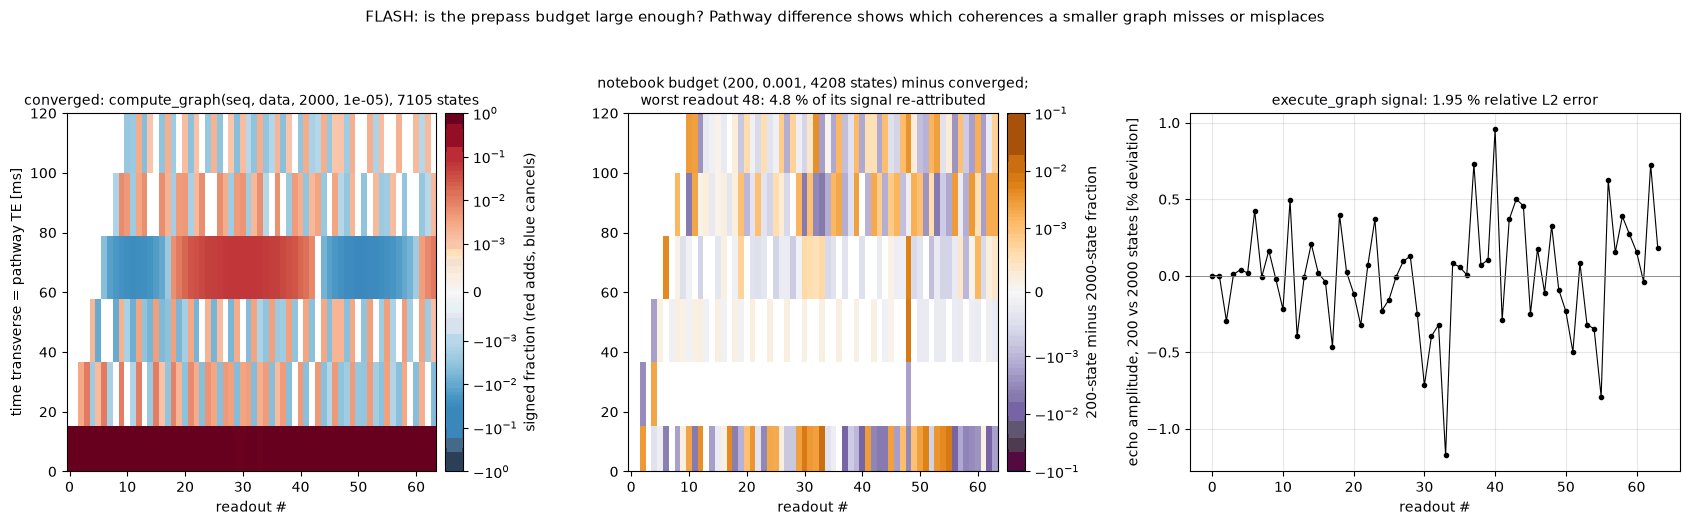 FLASH: is the prepass budget large enough? Pathway difference shows which coherences a smaller graph misses or misplaces
converged: compute_graph(seq, data, 2000, 1e-05), 7105 states
time transverse = pathway TE [ms]
120
100
80
60
40
20
0
0 10 20 30 40 50 60
readout #
10⁰
10⁻¹
10⁻²
10⁻³
0
−10⁻³
−10⁻²
−10⁻¹
−10⁰
signed fraction (red adds, blue cancels)
notebook budget (200, 0.001, 4208 states) minus converged;
worst readout 48: 4.8 % of its signal re-attributed
120
100
80
60
40
20
0
0 10 20 30 40 50 60
readout #
10⁻¹
10⁻²
10⁻³
0
−10⁻³
−10⁻²
−10⁻¹
200-state minus 2000-state fraction
execute_graph signal: 1.95 % relative L2 error
echo amplitude, 200 vs 2000 states [% deviation]
1.0
0.5
0.0
−0.5
−1.0
0 10 20 30 40 50 60
readout #